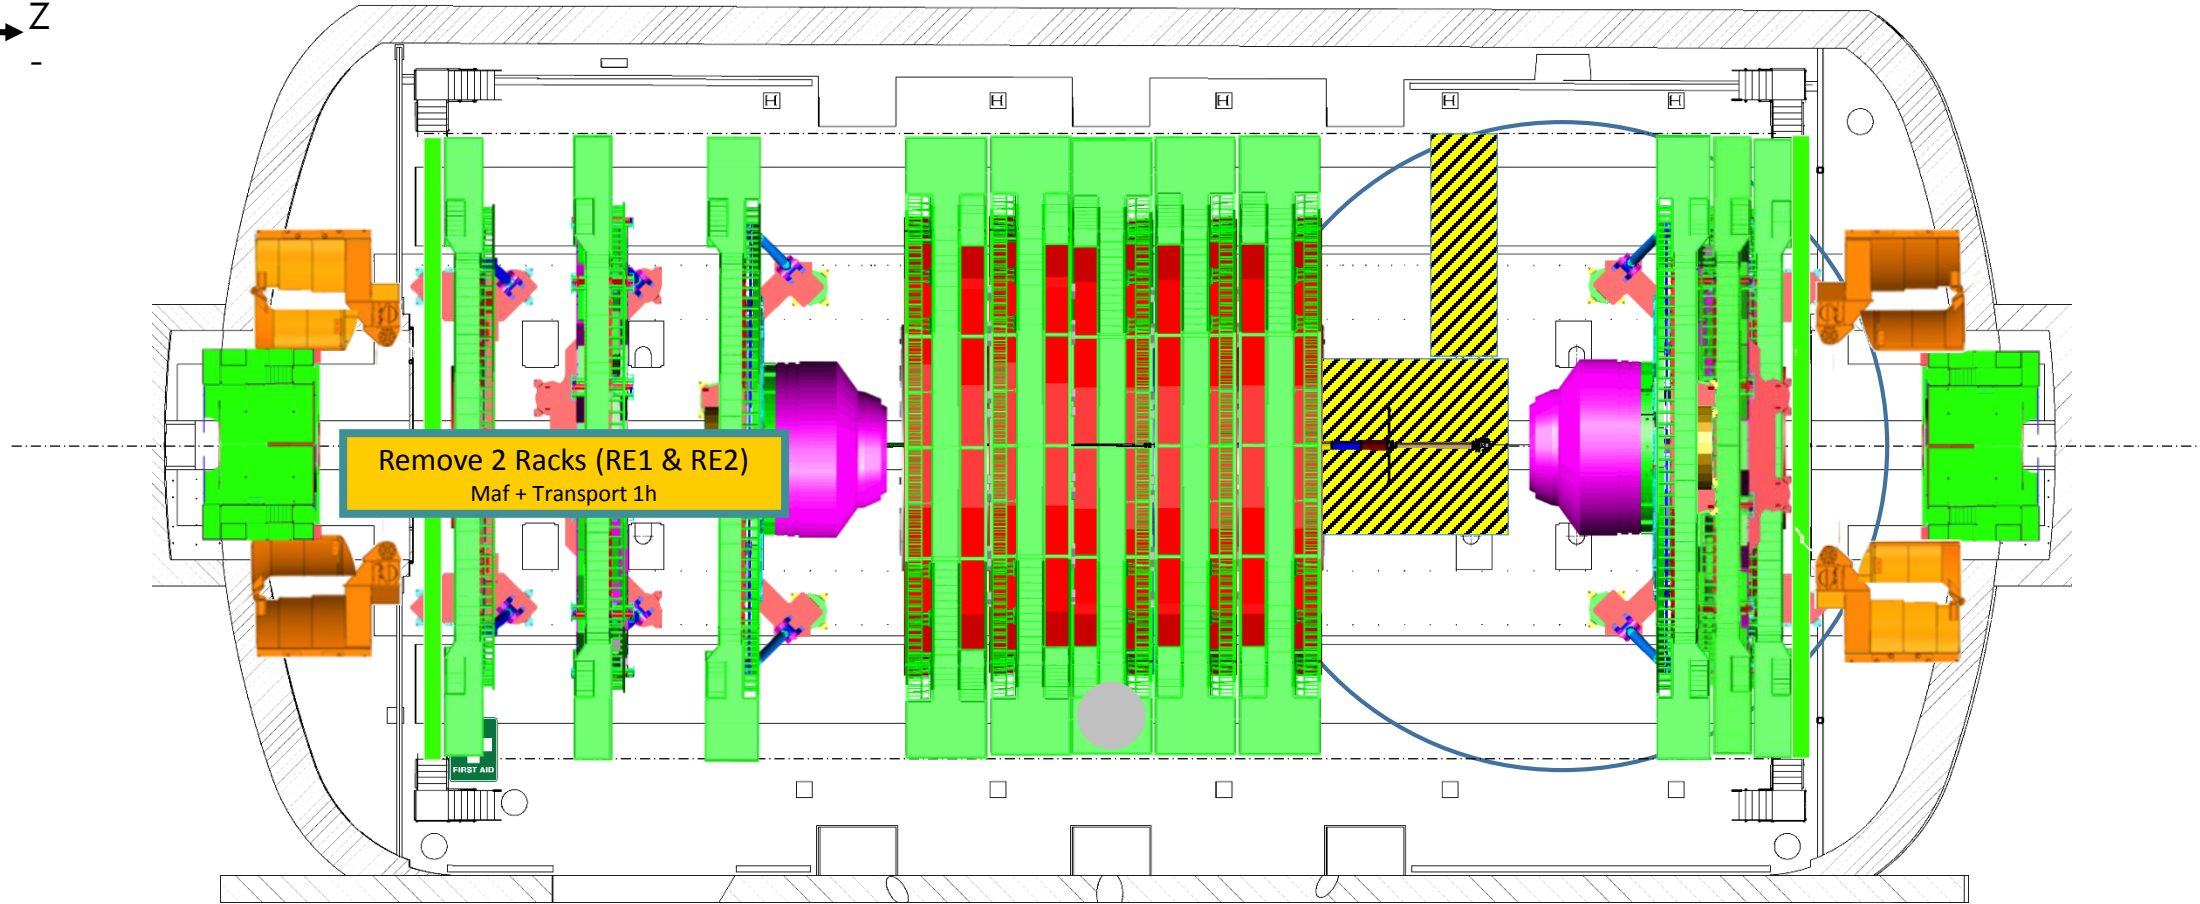 Z
-
H H H H H
Remove 2 Racks (RE1 & RE2)
Maf + Transport 1h
FIRST AID